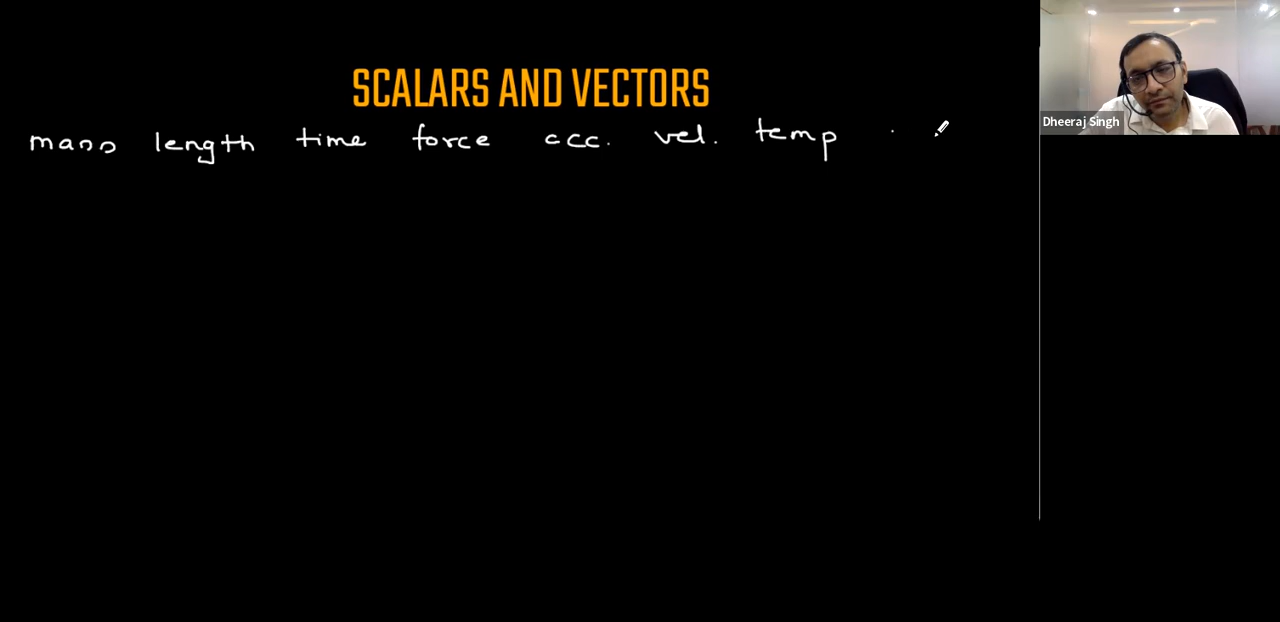 SCALARS AND VECTORS
mass length time force acc. vel. temp
Dheeraj Singh